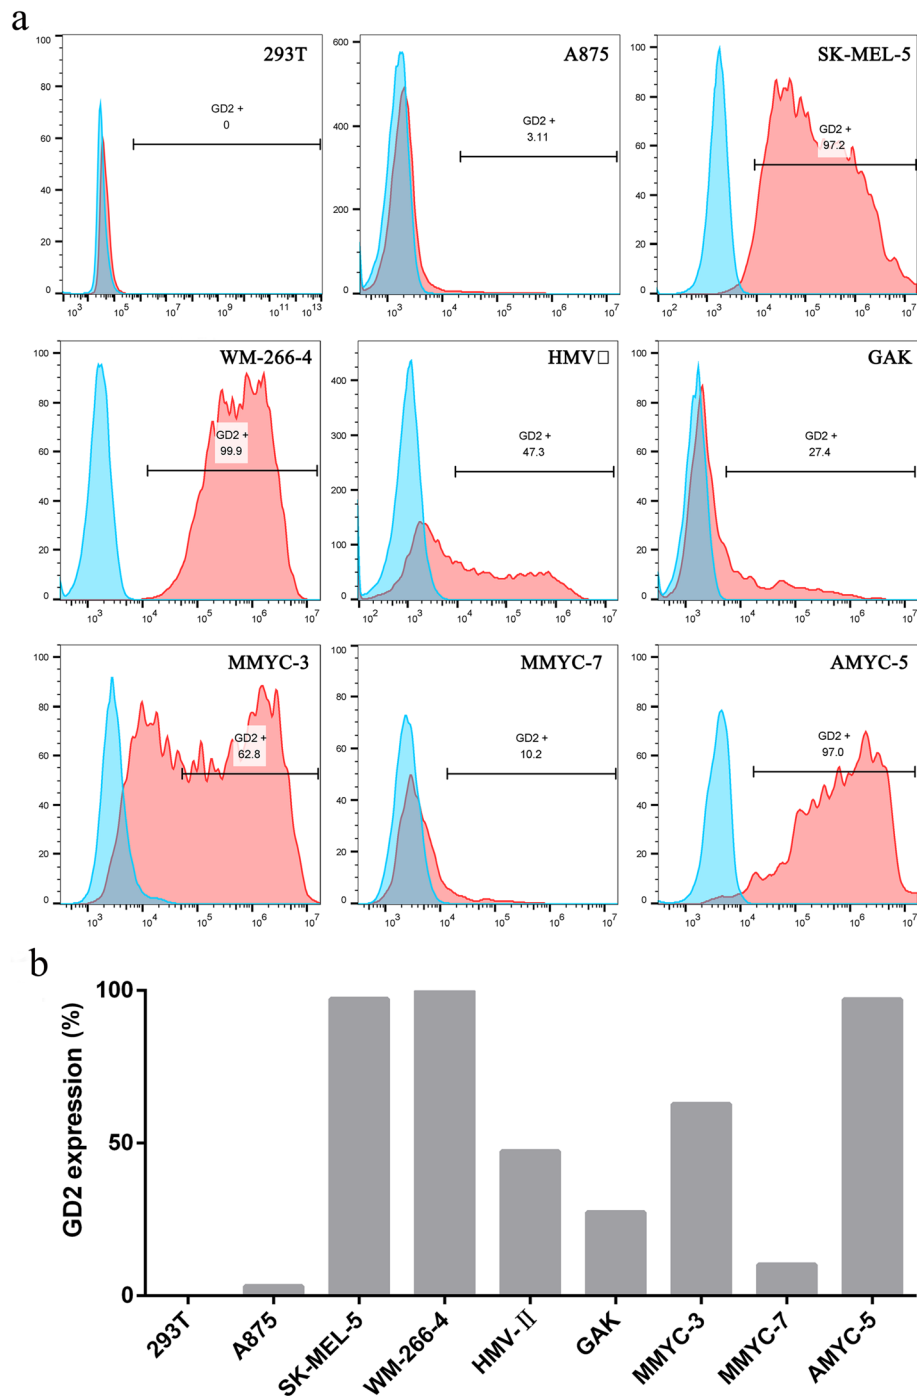 a
293T
GD2 +
0
100
80
60
40
20
0
10³ 10⁵ 10⁷ 10⁹ 10¹¹ 10¹³
A875
GD2 +
3.11
600
400
200
0
10³ 10⁴ 10⁵ 10⁶ 10⁷
SK-MEL-5
GD2 +
97.2
100
80
60
40
20
0
10² 10³ 10⁴ 10⁵ 10⁶ 10⁷
WM-266-4
GD2 +
99.9
100
80
60
40
20
0
10³ 10⁴ 10⁵ 10⁶ 10⁷
HMV□
GD2 +
47.3
400
300
200
100
0
10² 10³ 10⁴ 10⁵ 10⁶ 10⁷
GAK
GD2 +
27.4
100
80
60
40
20
0
10³ 10⁴ 10⁵ 10⁶ 10⁷
MMYC-3
GD2 +
62.8
100
80
60
40
20
0
10³ 10⁴ 10⁵ 10⁶ 10⁷
MMYC-7
GD2 +
10.2
100
80
60
40
20
0
10³ 10⁴ 10⁵ 10⁶ 10⁷
AMYC-5
GD2 +
97.0
100
80
60
40
20
0
10³ 10⁴ 10⁵ 10⁶ 10⁷
b
GD2 expression (%)
100
50
0
293T
A875
SK-MEL-5
WM-266-4
HMV-Ⅱ
GAK
MMYC-3
MMYC-7
AMYC-5